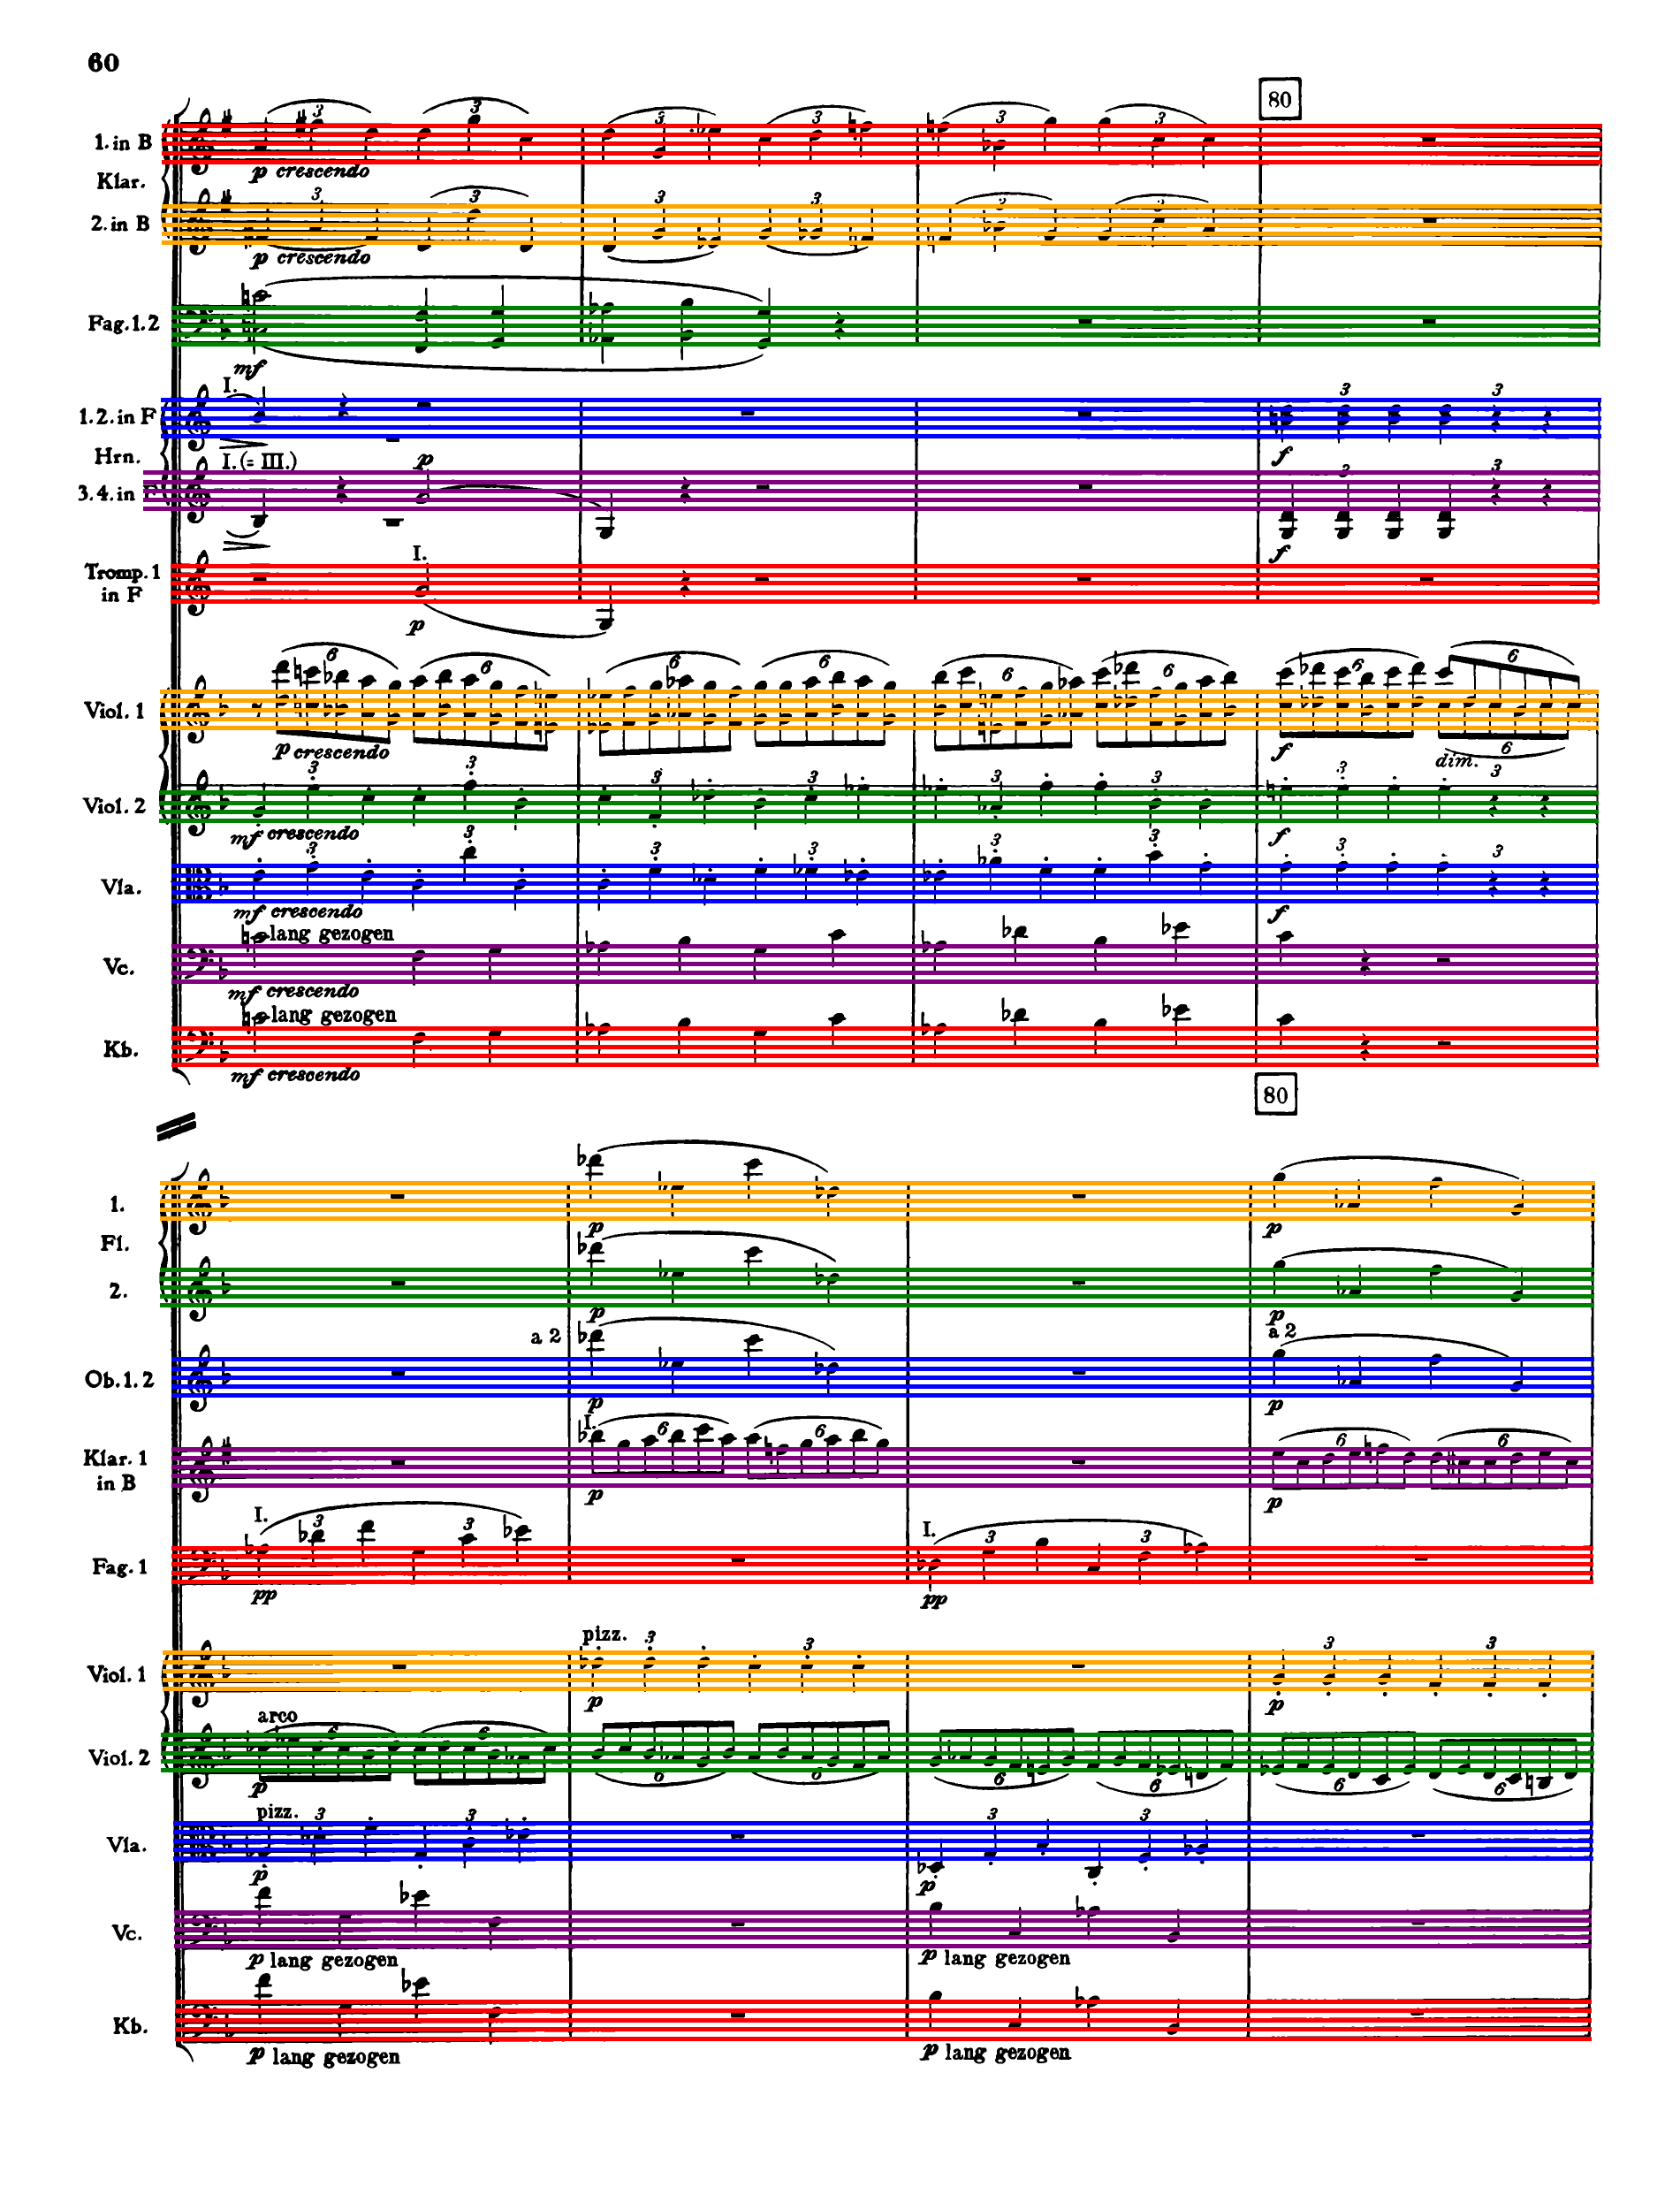 60
80
1. in B
p crescendo
Klar.
2. in B
p crescendo
Fag. 1. 2
mf
I.
1. 2. in F
p
f
Hrn.
I. (= III.)
3. 4. in F
f
Tromp. 1
in F
I.
p
Viol. 1
p crescendo
f
dim.
Viol. 2
mf crescendo
f
Vla.
mf crescendo
f
lang gezogen
Vc.
mf crescendo
lang gezogen
Kb.
mf crescendo
80
1.
p
p
Fl.
2.
p
p
a 2
a 2
Ob. 1. 2
p
p
I.
Klar. 1
in B
p
p
I.
I.
Fag. 1
pp
pp
pizz.
Viol. 1
p
p
arco
Viol. 2
p
pizz.
Vla.
p
p
Vc.
p lang gezogen
p lang gezogen
Kb.
p lang gezogen
p lang gezogen